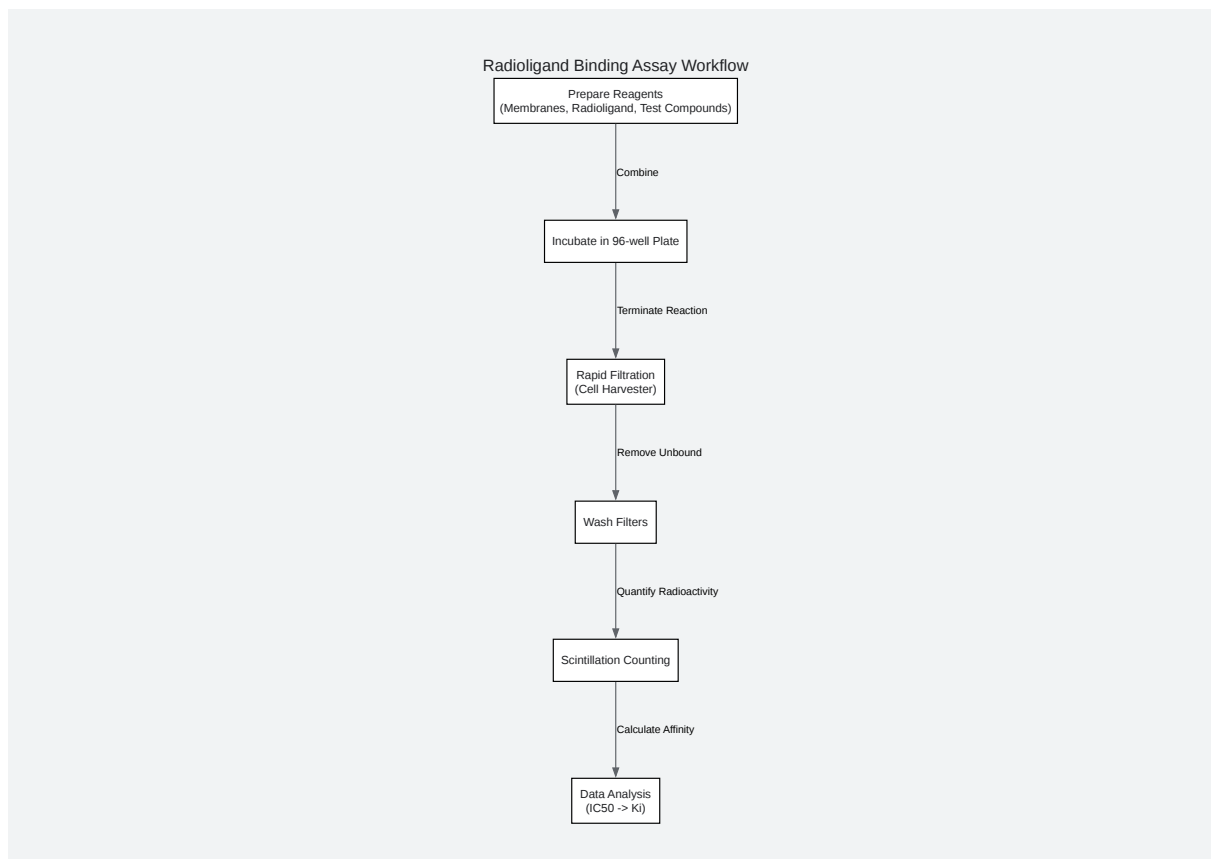 Radioligand Binding Assay Workflow
Prepare Reagents
(Membranes, Radioligand, Test Compounds)
Combine
Incubate in 96-well Plate
Terminate Reaction
Rapid Filtration
(Cell Harvester)
Remove Unbound
Wash Filters
Quantify Radioactivity
Scintillation Counting
Calculate Affinity
Data Analysis
(IC50 -> Ki)